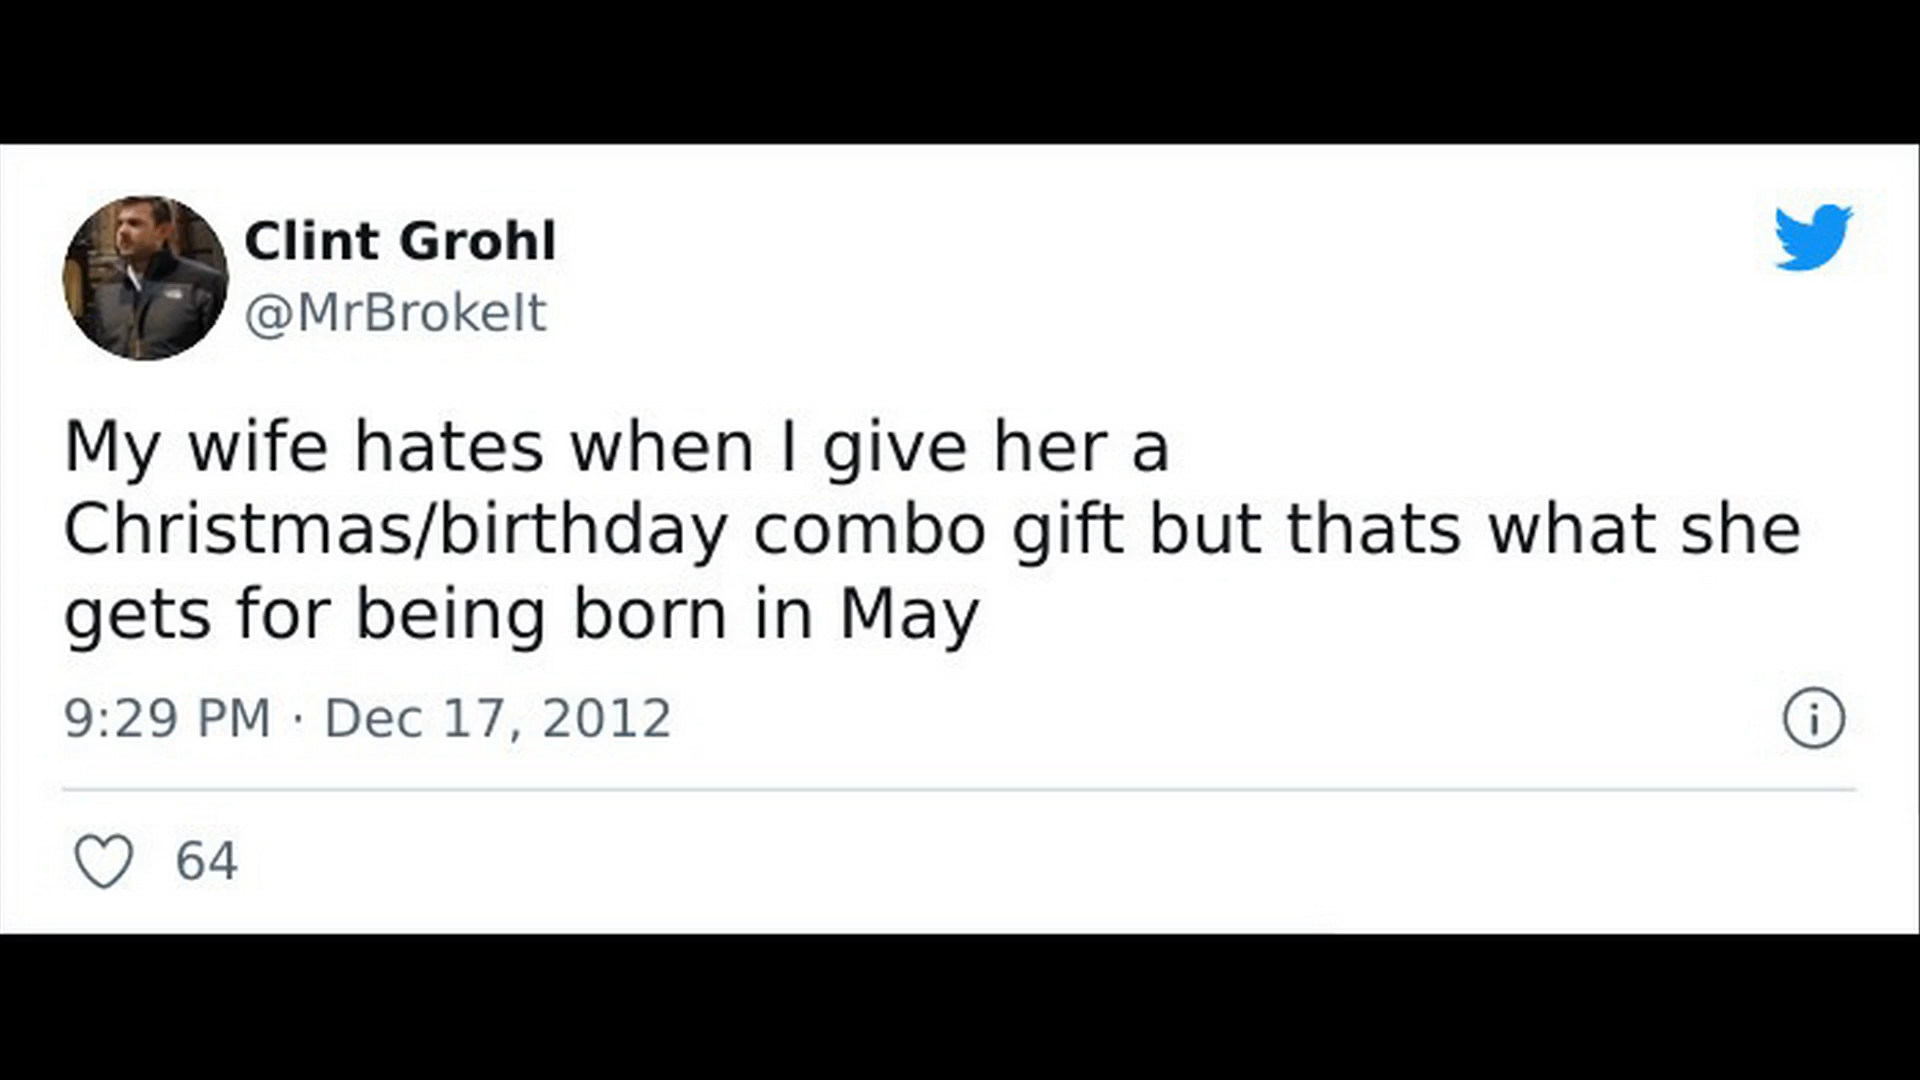 Clint Grohl
@MrBrokeIt
My wife hates when I give her a
Christmas/birthday combo gift but thats what she
gets for being born in May
9:29 PM · Dec 17, 2012
64